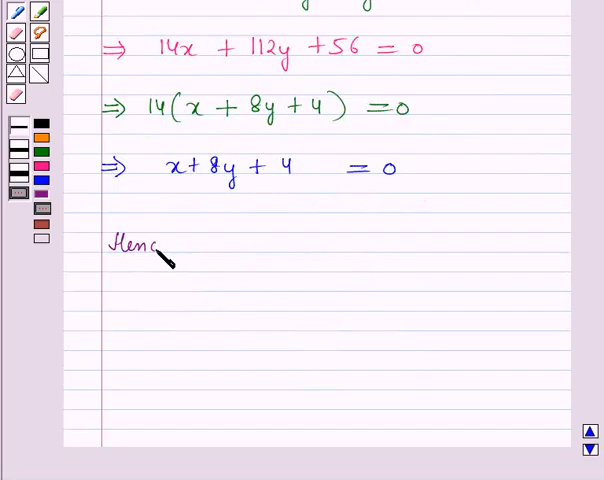 ⇒ 14x + 112y + 56 = 0
⇒ 14(x + 8y + 4) = 0
⇒ x + 8y + 4 = 0
Henc